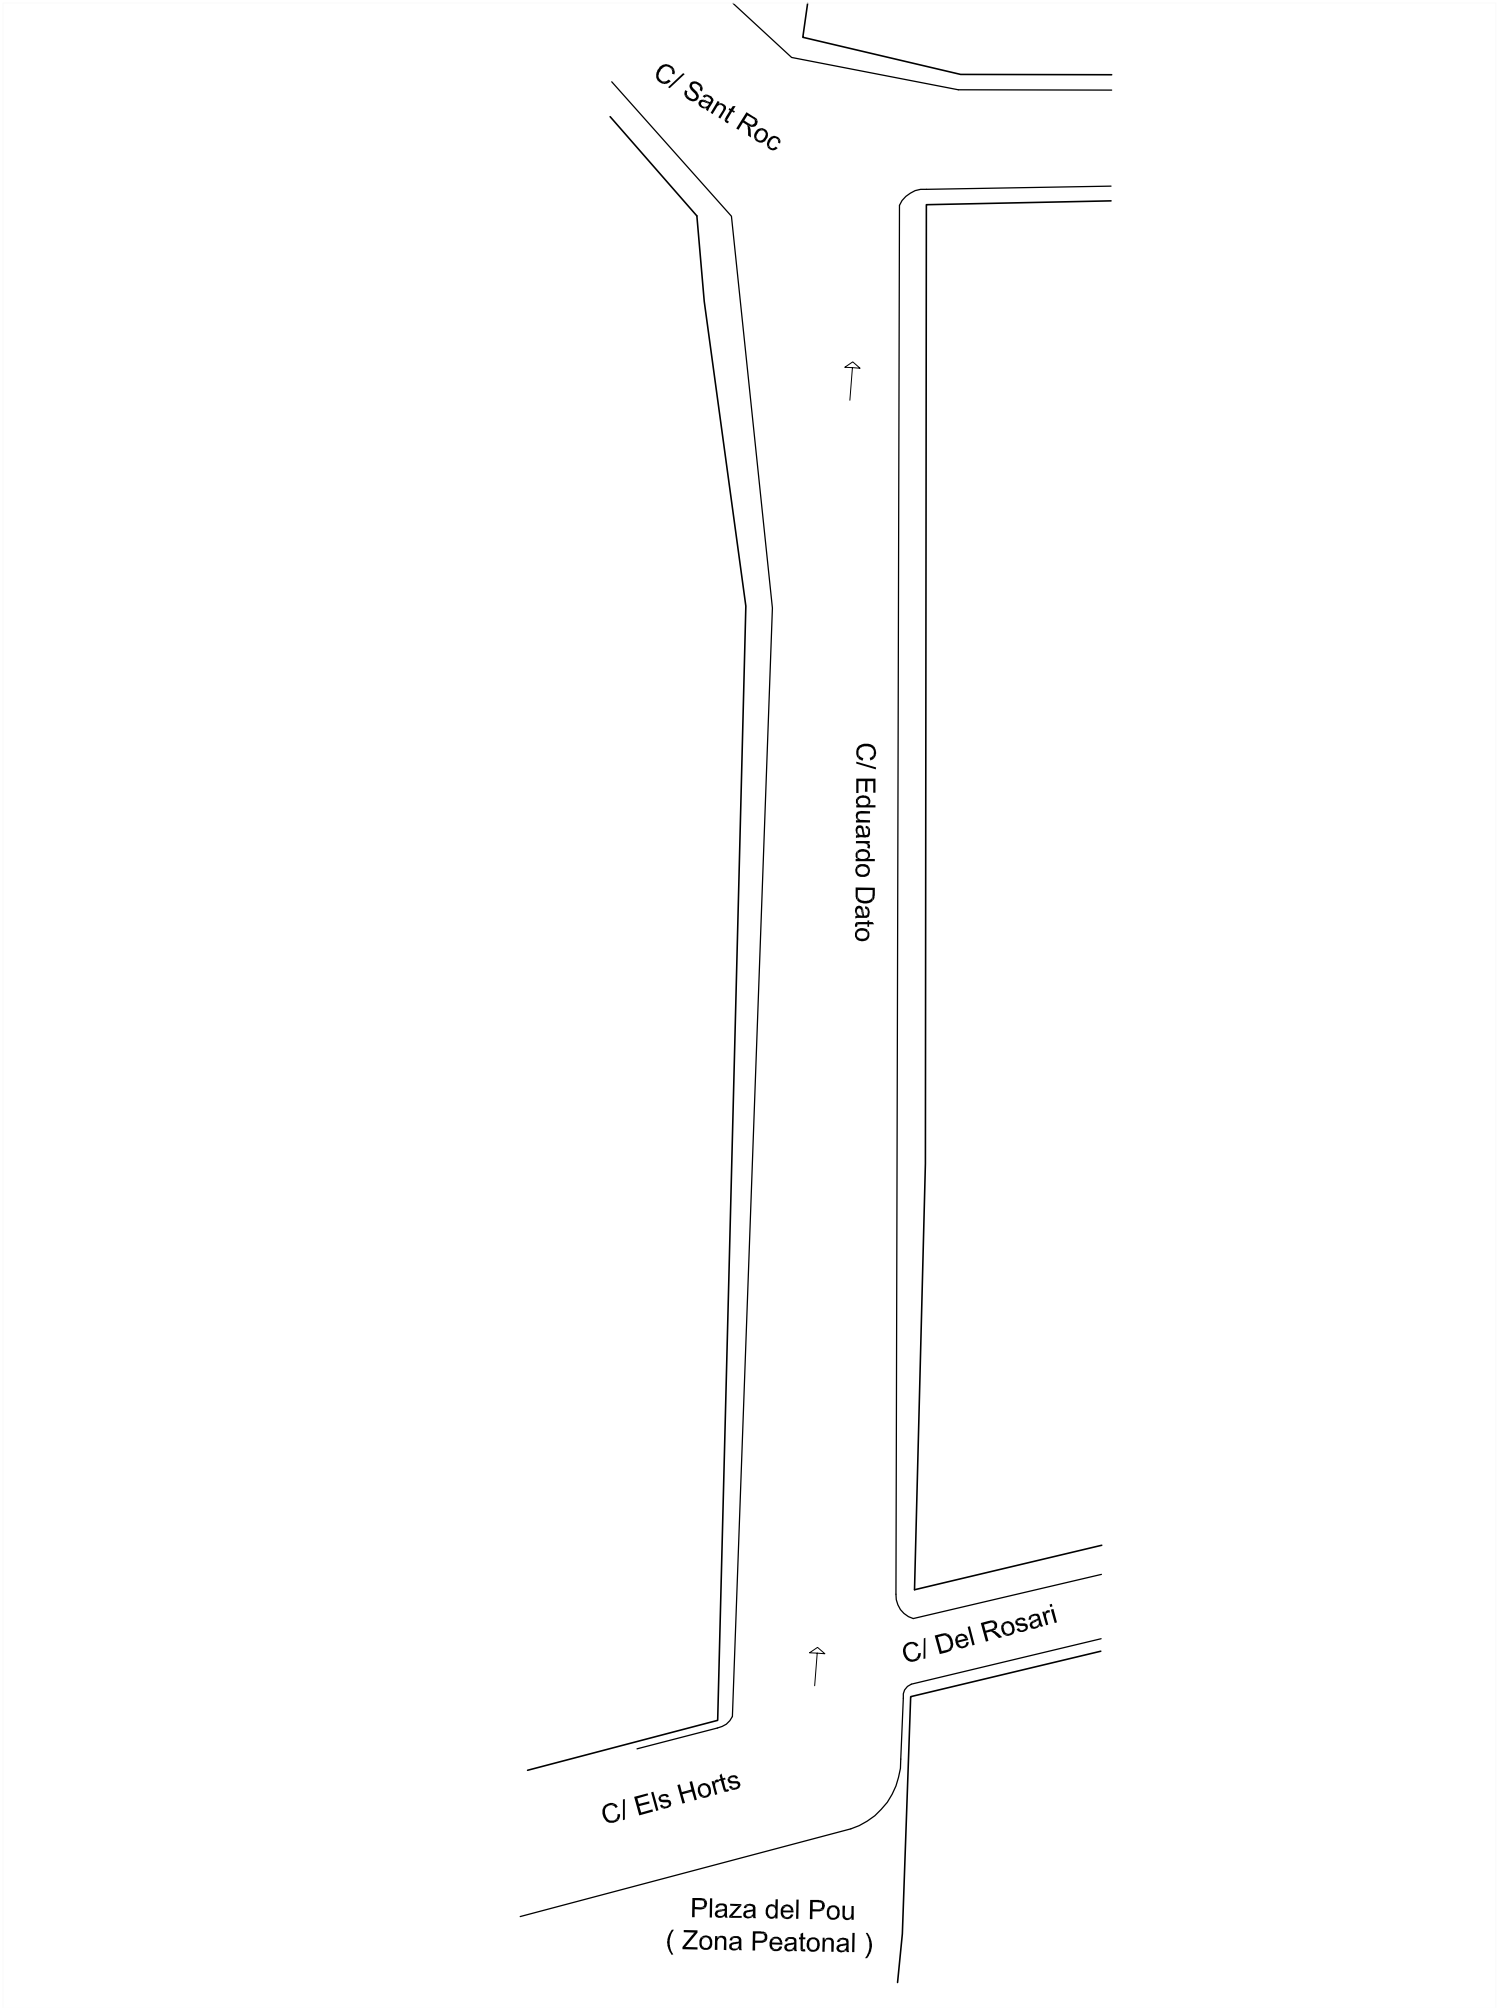 C/ Sant Roc
C/ Eduardo Dato
C/ Del Rosari
C/ Els Horts
Plaza del Pou
( Zona Peatonal )